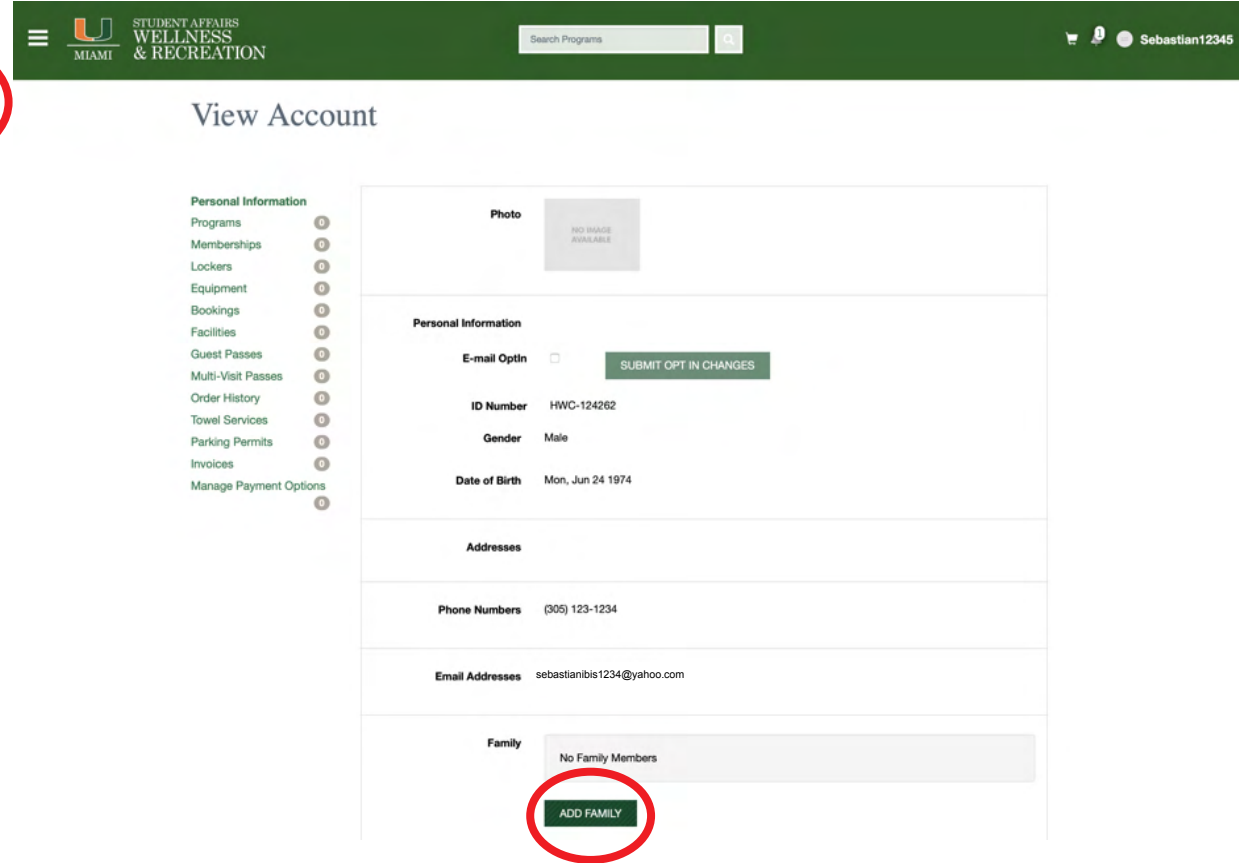 STUDENT AFFAIRS
WELLNESS
& RECREATION
MIAMI
Search Programs
1
Sebastian12345
View Account
Personal Information
Programs 0
Memberships 0
Lockers 0
Equipment 0
Bookings 0
Facilities 0
Guest Passes 0
Multi-Visit Passes 0
Order History 0
Towel Services 0
Parking Permits 0
Invoices 0
Manage Payment Options
0
Photo
NO IMAGE
AVAILABLE
Personal Information
E-mail OptIn
SUBMIT OPT IN CHANGES
ID Number HWC-124262
Gender Male
Date of Birth Mon, Jun 24 1974
Addresses
Phone Numbers (305) 123-1234
Email Addresses sebastianibis1234@yahoo.com
Family
No Family Members
ADD FAMILY